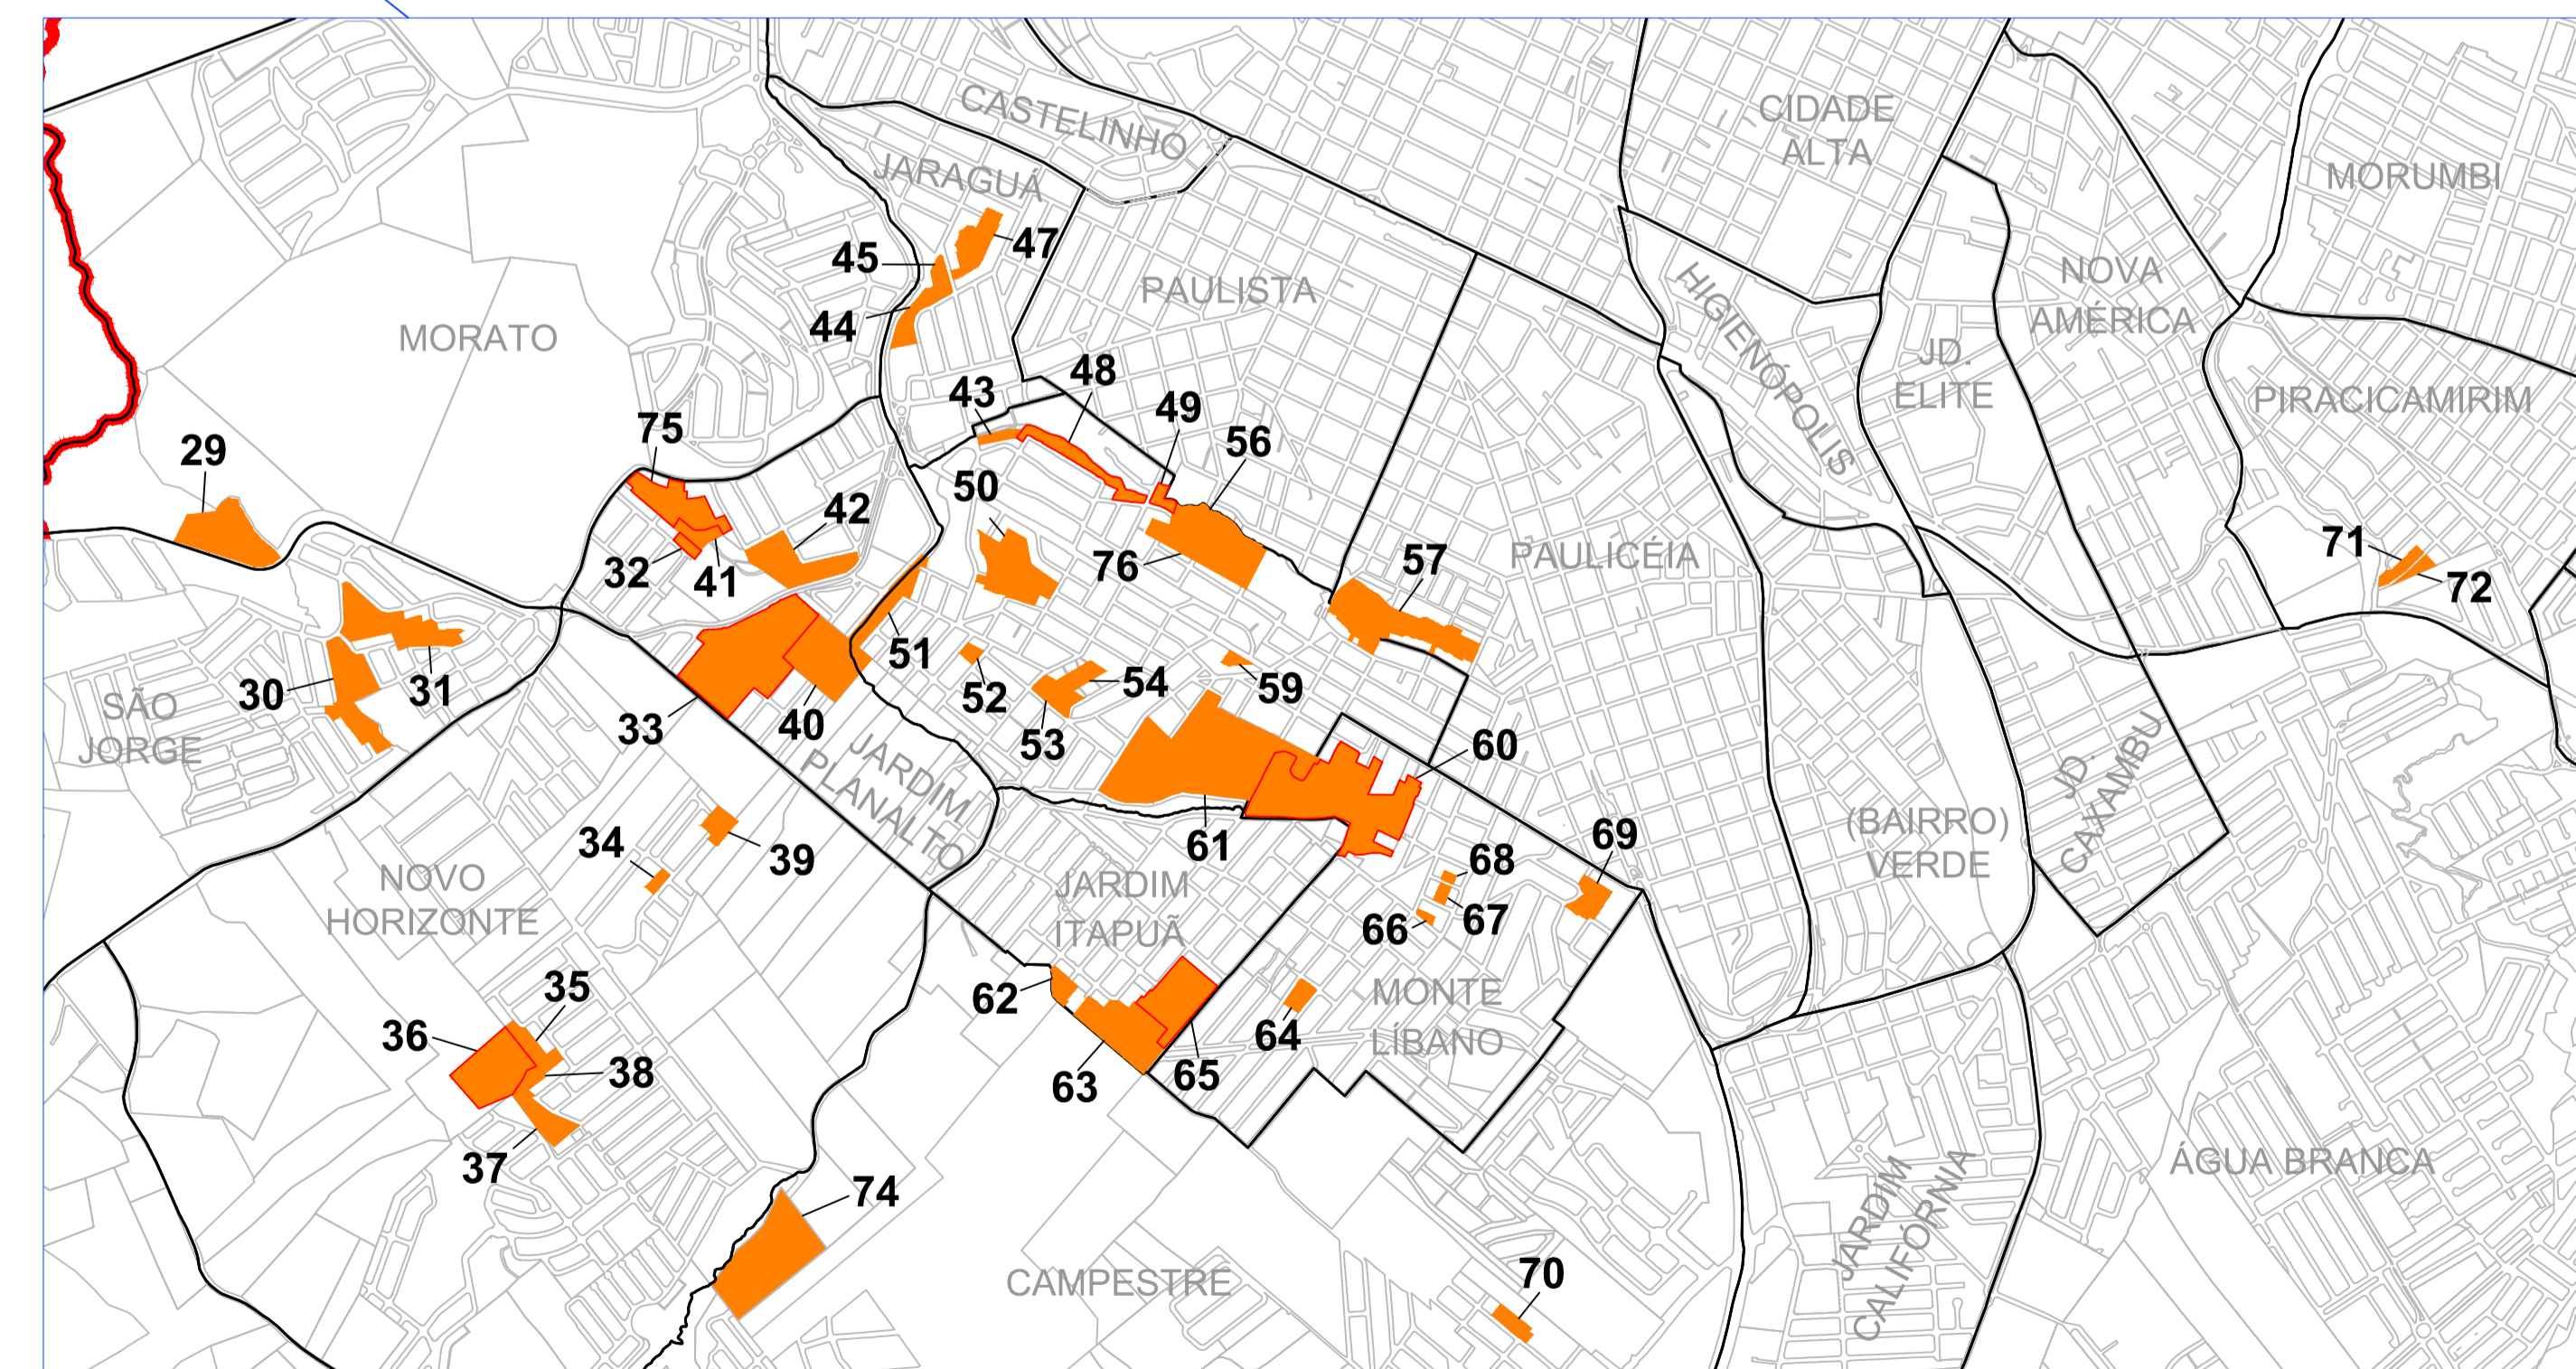 CASTELINHO
CIDADE
ALTA
JARAGUÁ
MORUMBI
47
45
PAULISTA
HIGIENÓPOLIS
NOVA
AMÉRICA
44
MORATO
JD.
ELITE
PIRACICAMIRIM
43
48
49
75
56
29
50
42
32
41
76
57
PAULICÉIA
71
72
30
31
51
52
54
59
SÃO
JORGE
33
40
53
60
JARDIM
PLANALTO
JD.
CAXAMBU
34
39
61
68
69
(BAIRRO)
VERDE
NOVO
HORIZONTE
JARDIM
ITAPUÃ
66
67
35
36
62
64
MONTE
LÍBANO
38
63
65
37
74
ÁGUA BRANCA
CAMPESTRE
70
JARDIM
CALIFÓRNIA